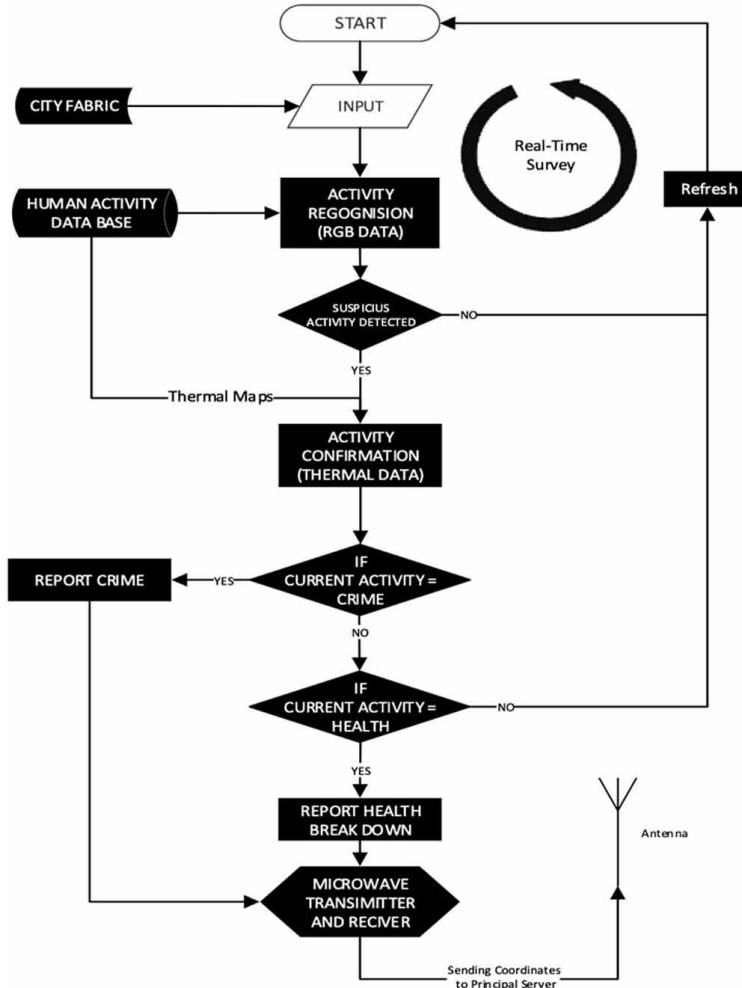 START
CITY FABRIC
INPUT
Real-Time
Survey
HUMAN ACTIVITY
DATA BASE
ACTIVITY
REGOGNISION
(RGB DATA)
Refresh
SUSPICIUS
ACTIVITY DETECTED
NO
YES
Thermal Maps
ACTIVITY
CONFIRMATION
(THERMAL DATA)
REPORT CRIME
YES
IF
CURRENT ACTIVITY =
CRIME
NO
IF
CURRENT ACTIVITY =
HEALTH
NO
YES
REPORT HEALTH
BREAK DOWN
Antenna
MICROWAVE
TRANSIMITTER
AND RECIVER
Sending Coordinates
to Principal Server